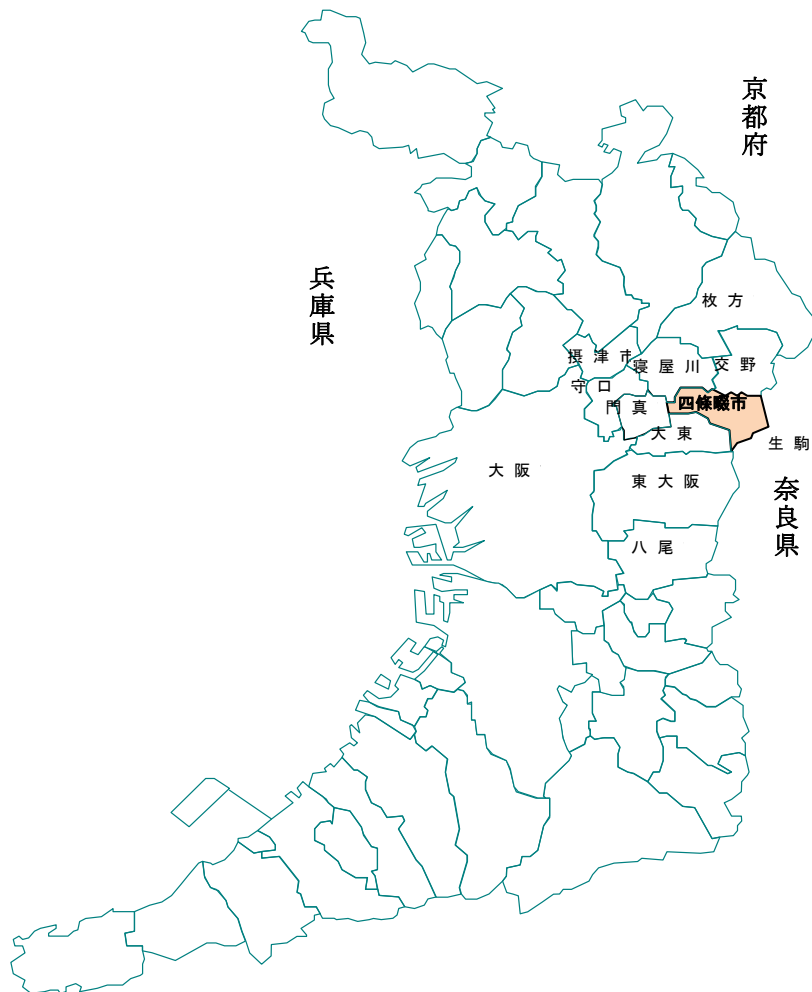 京都府
兵庫県
枚方
摂津市
寝屋川
交野
守口
門真
四條畷市
大東
生駒
大阪
東大阪
奈良県
八尾